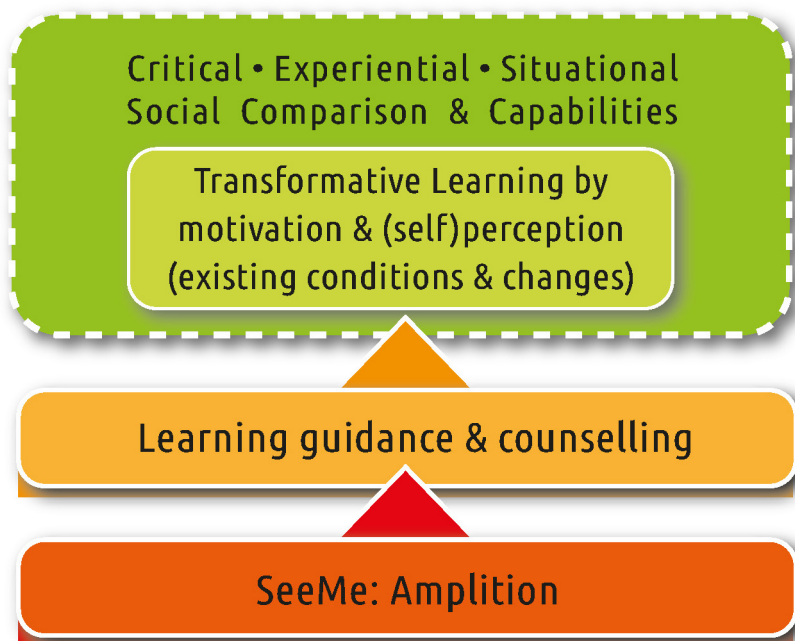 Critical • Experiential • Situational
Social Comparison & Capabilities
Transformative Learning by
motivation & (self)perception
(existing conditions & changes)
Learning guidance & counselling
SeeMe: Amplition